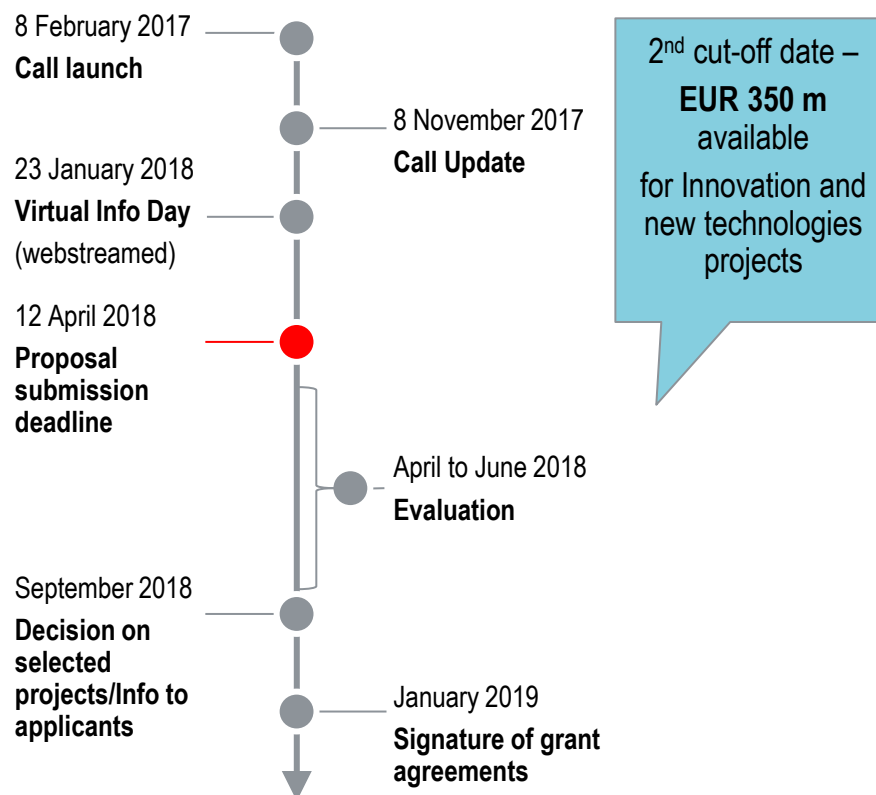 8 February 2017
Call launch
8 November 2017
Call Update
23 January 2018
Virtual Info Day
(webstreamed)
12 April 2018
Proposal
submission
deadline
April to June 2018
Evaluation
September 2018
Decision on
selected
projects/Info to
applicants
January 2019
Signature of grant
agreements
2nd cut-off date –
EUR 350 m
available
for Innovation and
new technologies
projects